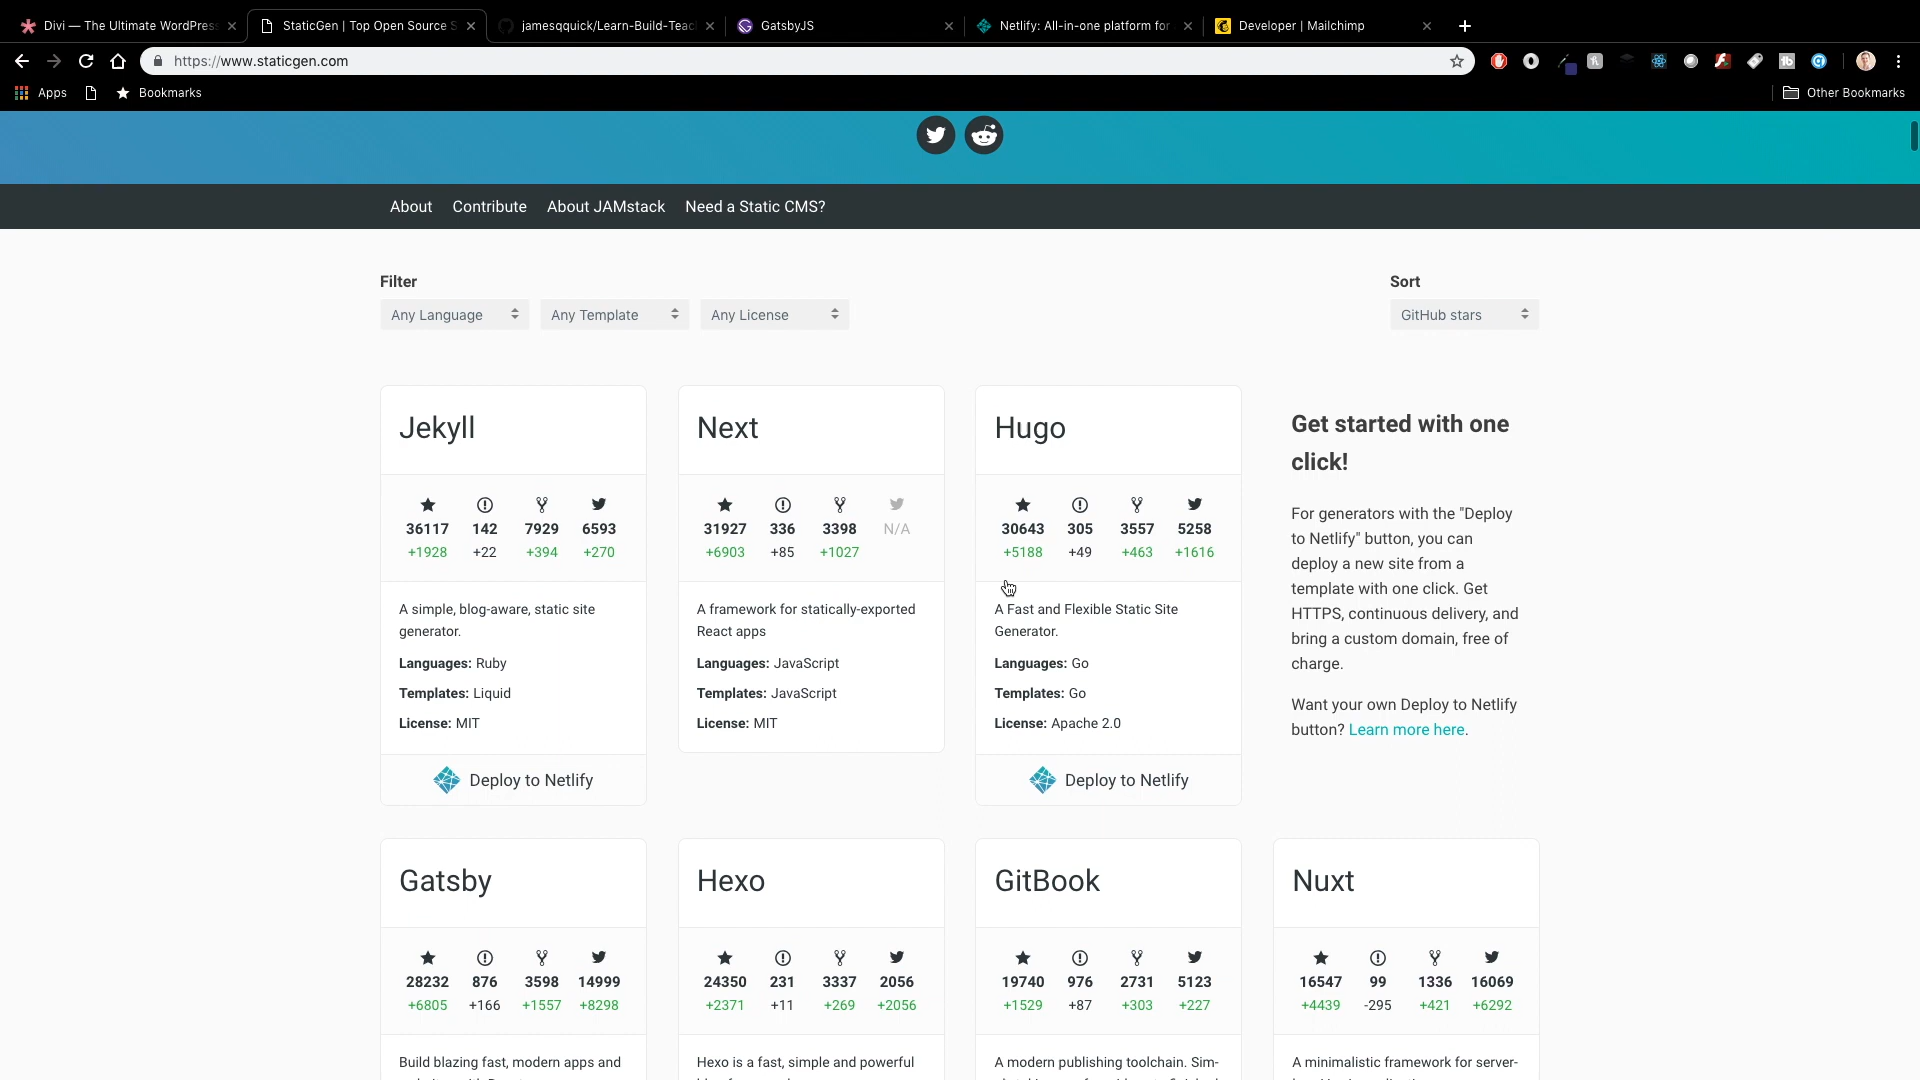 Divi — The Ultimate WordPress
StaticGen | Top Open Source S
jamesqquick/Learn-Build-Teac
GatsbyJS
Netlify: All-in-one platform for
Developer | Mailchimp
https://www.staticgen.com
Apps
Bookmarks
Other Bookmarks
About
Contribute
About JAMstack
Need a Static CMS?
Filter
Sort
Any Language
Any Template
Any License
GitHub stars
Jekyll
36117 142 7929 6593
+1928 +22 +394 +270
A simple, blog-aware, static site
generator.
Languages: Ruby
Templates: Liquid
License: MIT
Deploy to Netlify
Next
31927 336 3398 N/A
+6903 +85 +1027
A framework for statically-exported
React apps
Languages: JavaScript
Templates: JavaScript
License: MIT
Hugo
30643 305 3557 5258
+5188 +49 +463 +1616
A Fast and Flexible Static Site
Generator.
Languages: Go
Templates: Go
License: Apache 2.0
Deploy to Netlify
Get started with one
click!
For generators with the "Deploy
to Netlify" button, you can
deploy a new site from a
template with one click. Get
HTTPS, continuous delivery, and
bring a custom domain, free of
charge.
Want your own Deploy to Netlify
button? Learn more here.
Gatsby
28232 876 3598 14999
+6805 +166 +1557 +8298
Build blazing fast, modern apps and
Hexo
24350 231 3337 2056
+2371 +11 +269 +2056
Hexo is a fast, simple and powerful
GitBook
19740 976 2731 5123
+1529 +87 +303 +227
A modern publishing toolchain. Sim-
Nuxt
16547 99 1336 16069
+4439 -295 +421 +6292
A minimalistic framework for server-